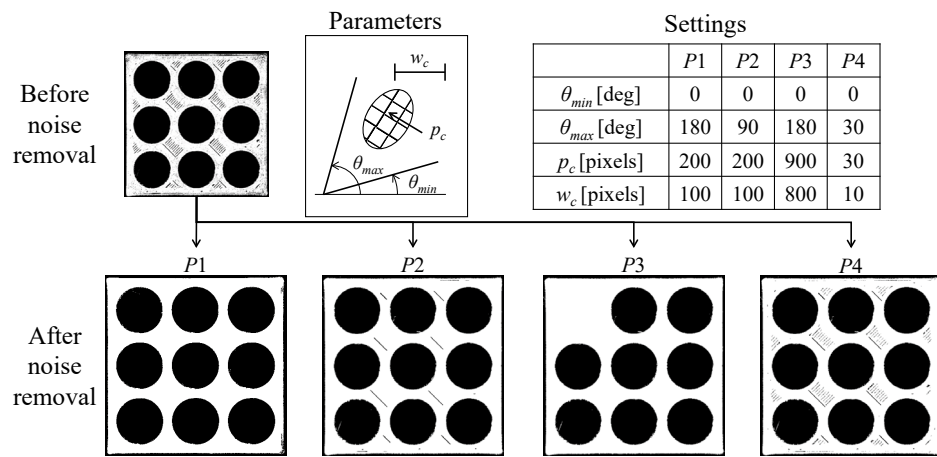 Parameters
Settings
Before
noise
removal
w_c
p_c
θ_max
θ_min
P1 P2 P3 P4
θ_min [deg] 0 0 0 0
θ_max [deg] 180 90 180 30
p_c [pixels] 200 200 900 30
w_c [pixels] 100 100 800 10
P1 P2 P3 P4
After
noise
removal